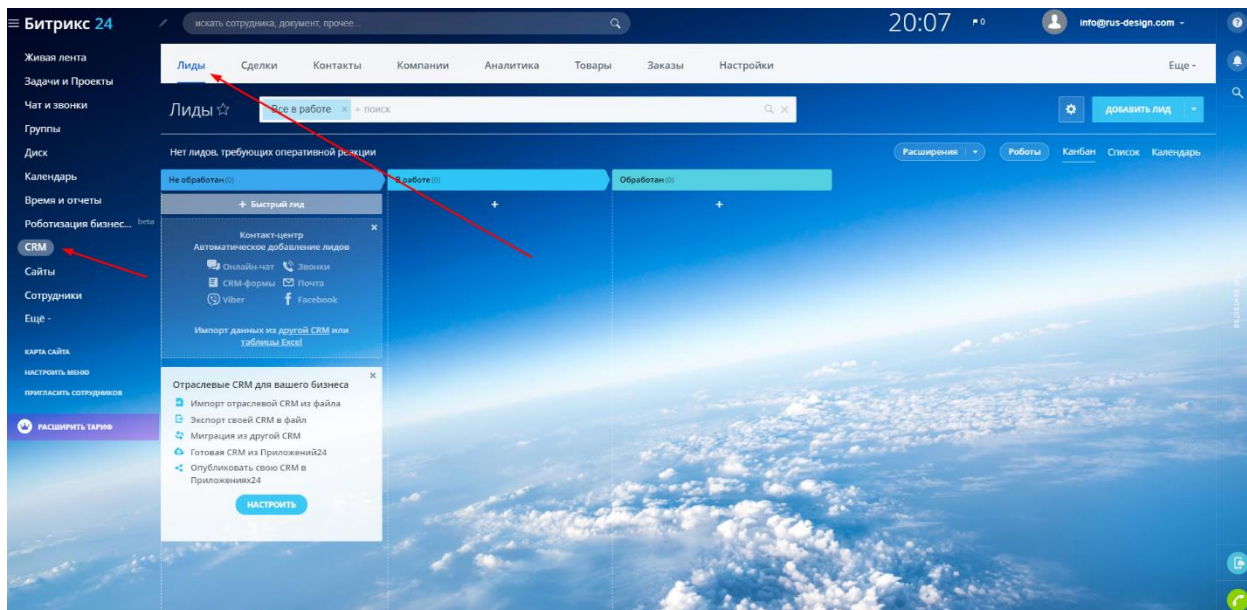 Битрикс 24
искать сотрудника, документ, прочее...
20:07
0
info@rus-design.com
Живая лента
Задачи и Проекты
Чат и звонки
Группы
Диск
Календарь
Время и отчеты
Роботизация бизнес... beta
CRM
Сайты
Сотрудники
Ещё -
КАРТА САЙТА
НАСТРОИТЬ МЕНЮ
ПРИГЛАСИТЬ СОТРУДНИКОВ
РАСШИРИТЬ ТАРИФ
Лиды Сделки Контакты Компании Аналитика Товары Заказы Настройки Еще -
Лиды
Все в работе × + поиск
ДОБАВИТЬ ЛИД
Нет лидов, требующих оперативной реакции
Расширения Роботы Канбан Список Календарь
Не обработан (0) В работе (0) Обработан (0)
+ Быстрый лид + +
Контакт-центр
Автоматическое добавление лидов
Онлайн-чат Звонки
CRM-формы Почта
Viber Facebook
Импорт данных из другой CRM или
таблицы Excel
Отраслевые CRM для вашего бизнеса
Импорт отраслевой CRM из файла
Экспорт своей CRM в файл
Миграция из другой CRM
Готовая CRM из Приложений24
Опубликовать свою CRM в
Приложениях24
НАСТРОИТЬ